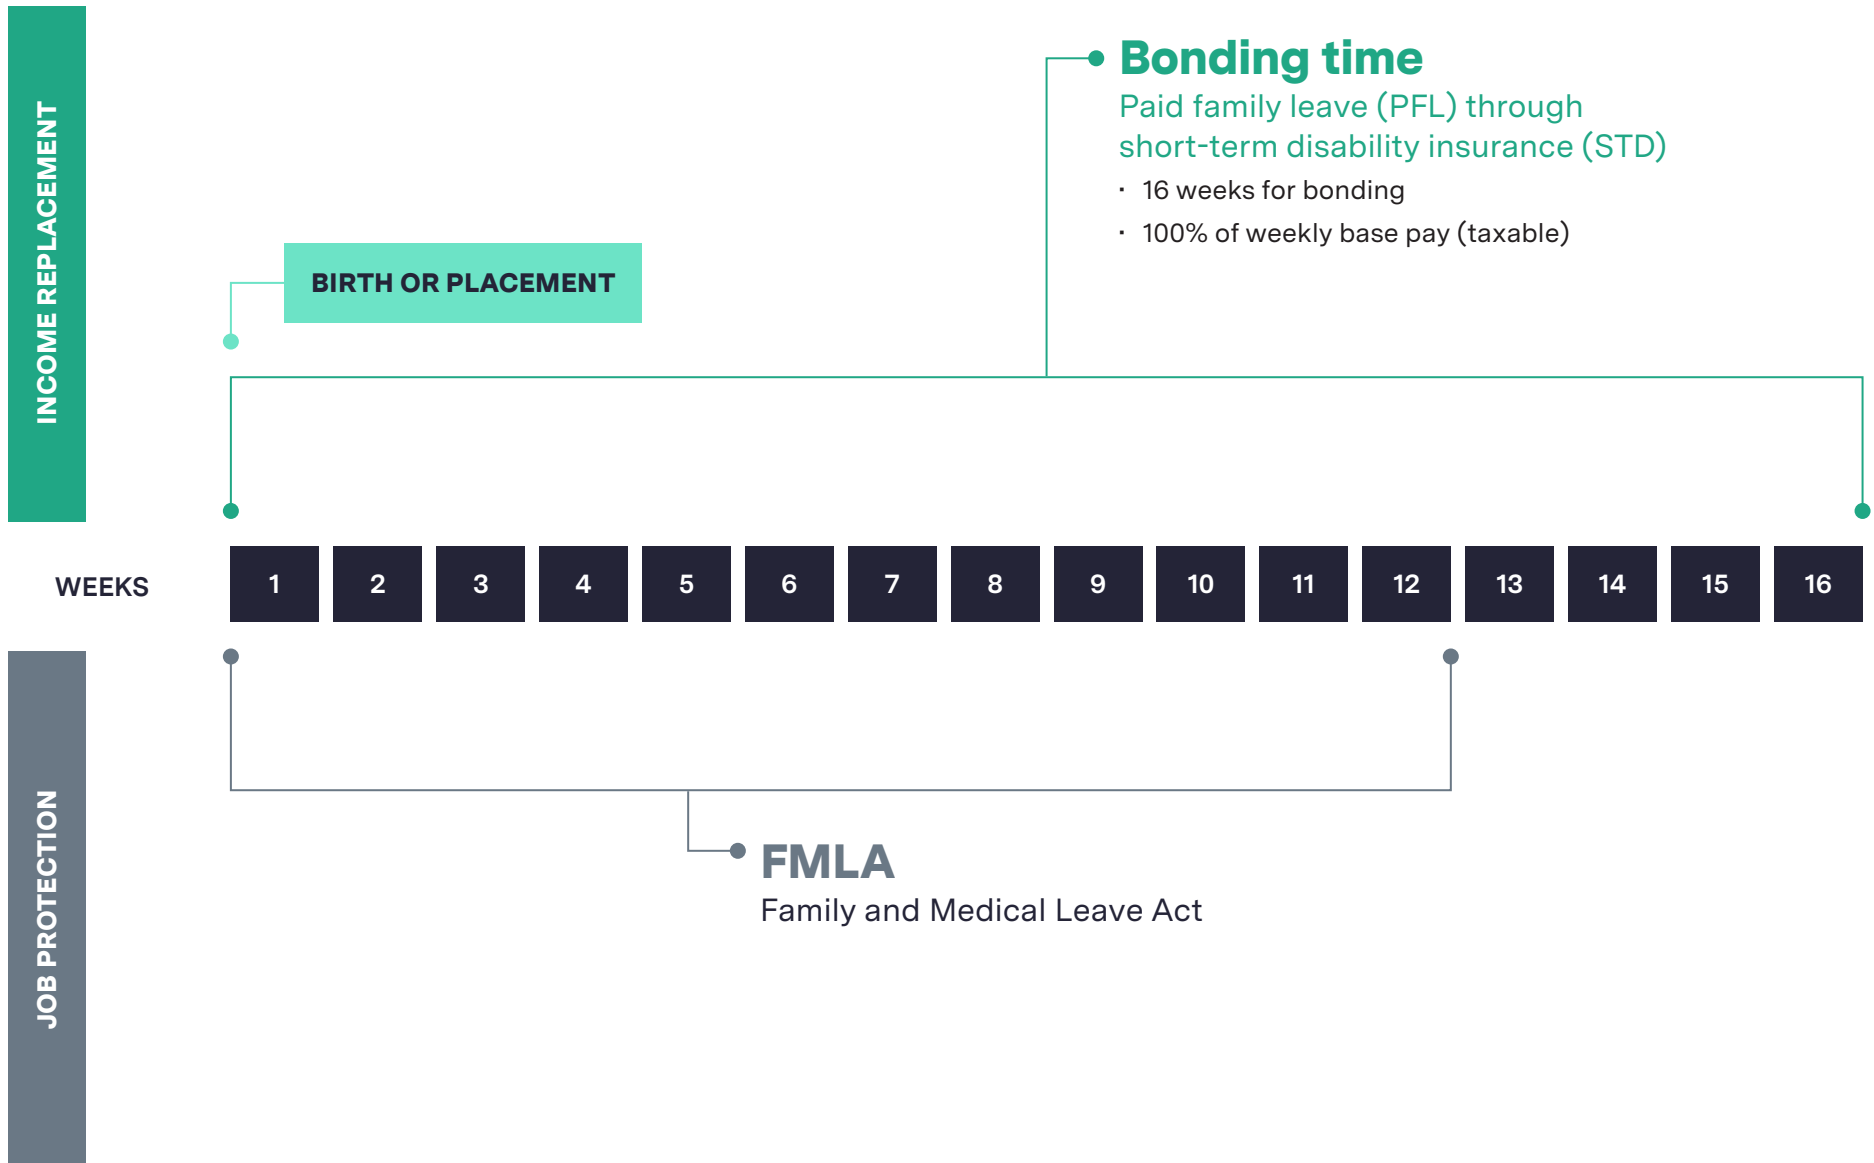 INCOME REPLACEMENT
Bonding time
Paid family leave (PFL) through
short-term disability insurance (STD)
· 16 weeks for bonding
· 100% of weekly base pay (taxable)
BIRTH OR PLACEMENT
WEEKS 1 2 3 4 5 6 7 8 9 10 11 12 13 14 15 16
JOB PROTECTION
FMLA
Family and Medical Leave Act